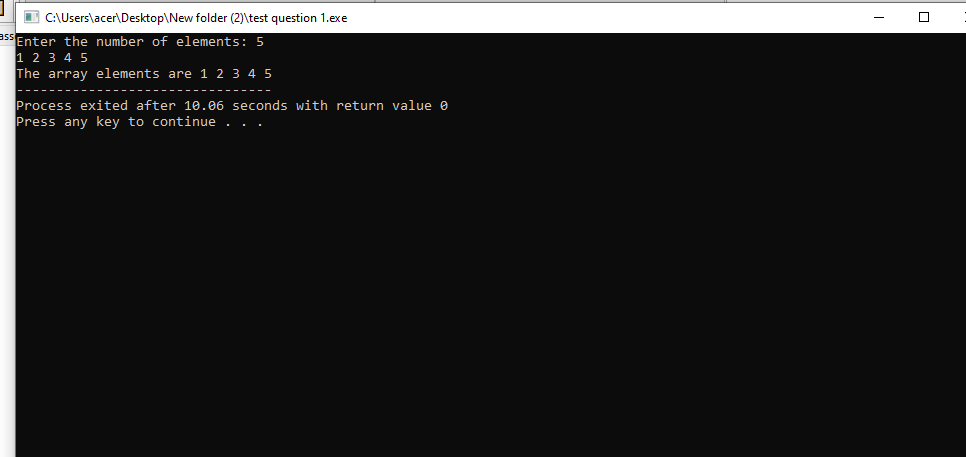 C:\Users\acer\Desktop\New folder (2)\test question 1.exe
ass
Enter the number of elements: 5
1 2 3 4 5
The array elements are 1 2 3 4 5
--------------------------------
Process exited after 10.06 seconds with return value 0
Press any key to continue . . .